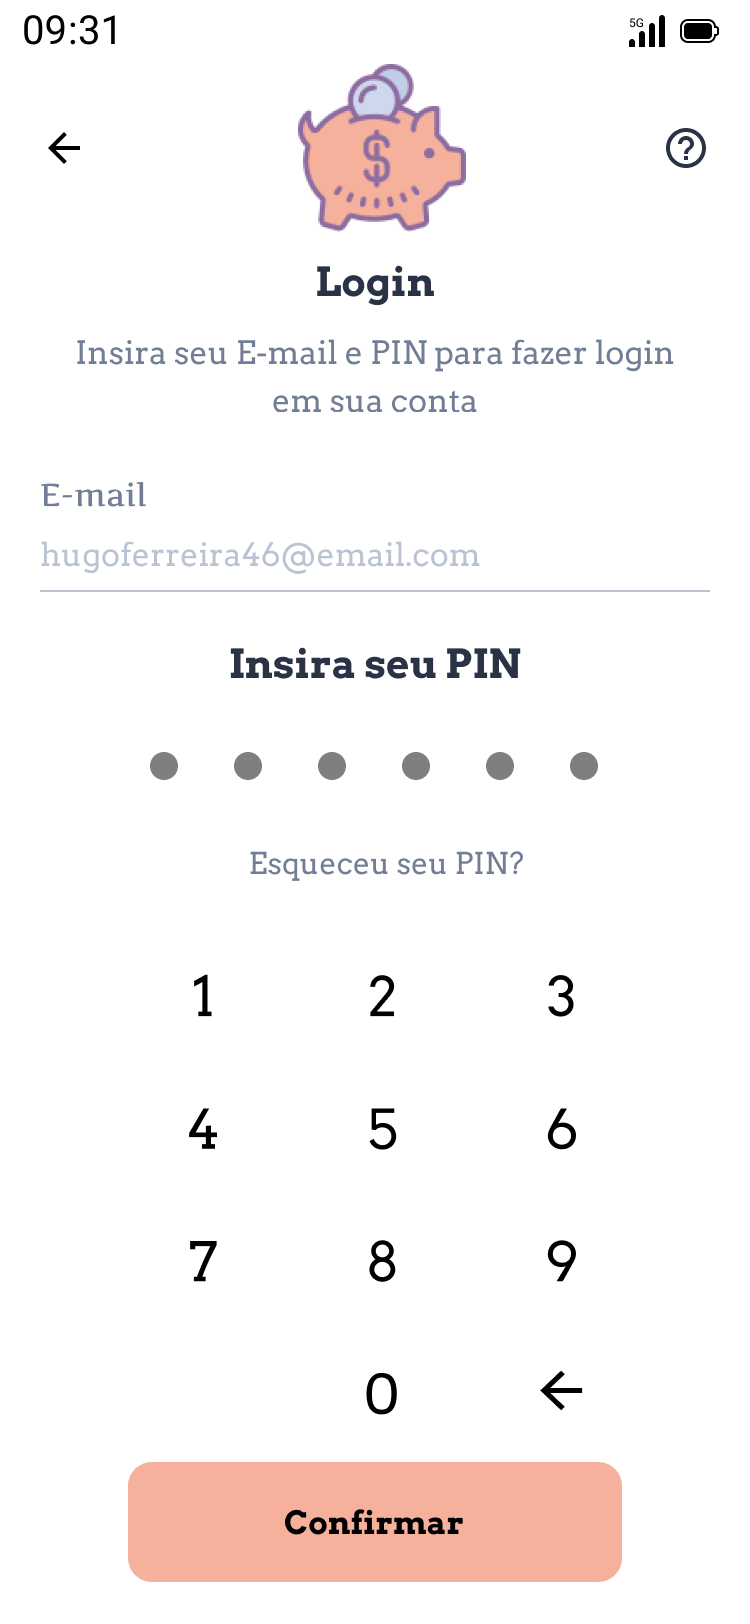 09:31
5G
$
Login
Insira seu E-mail e PIN para fazer login
em sua conta
E-mail
hugoferreira46@email.com
Insira seu PIN
Esqueceu seu PIN?
1 2 3
4 5 6
7 8 9
0
Confirmar